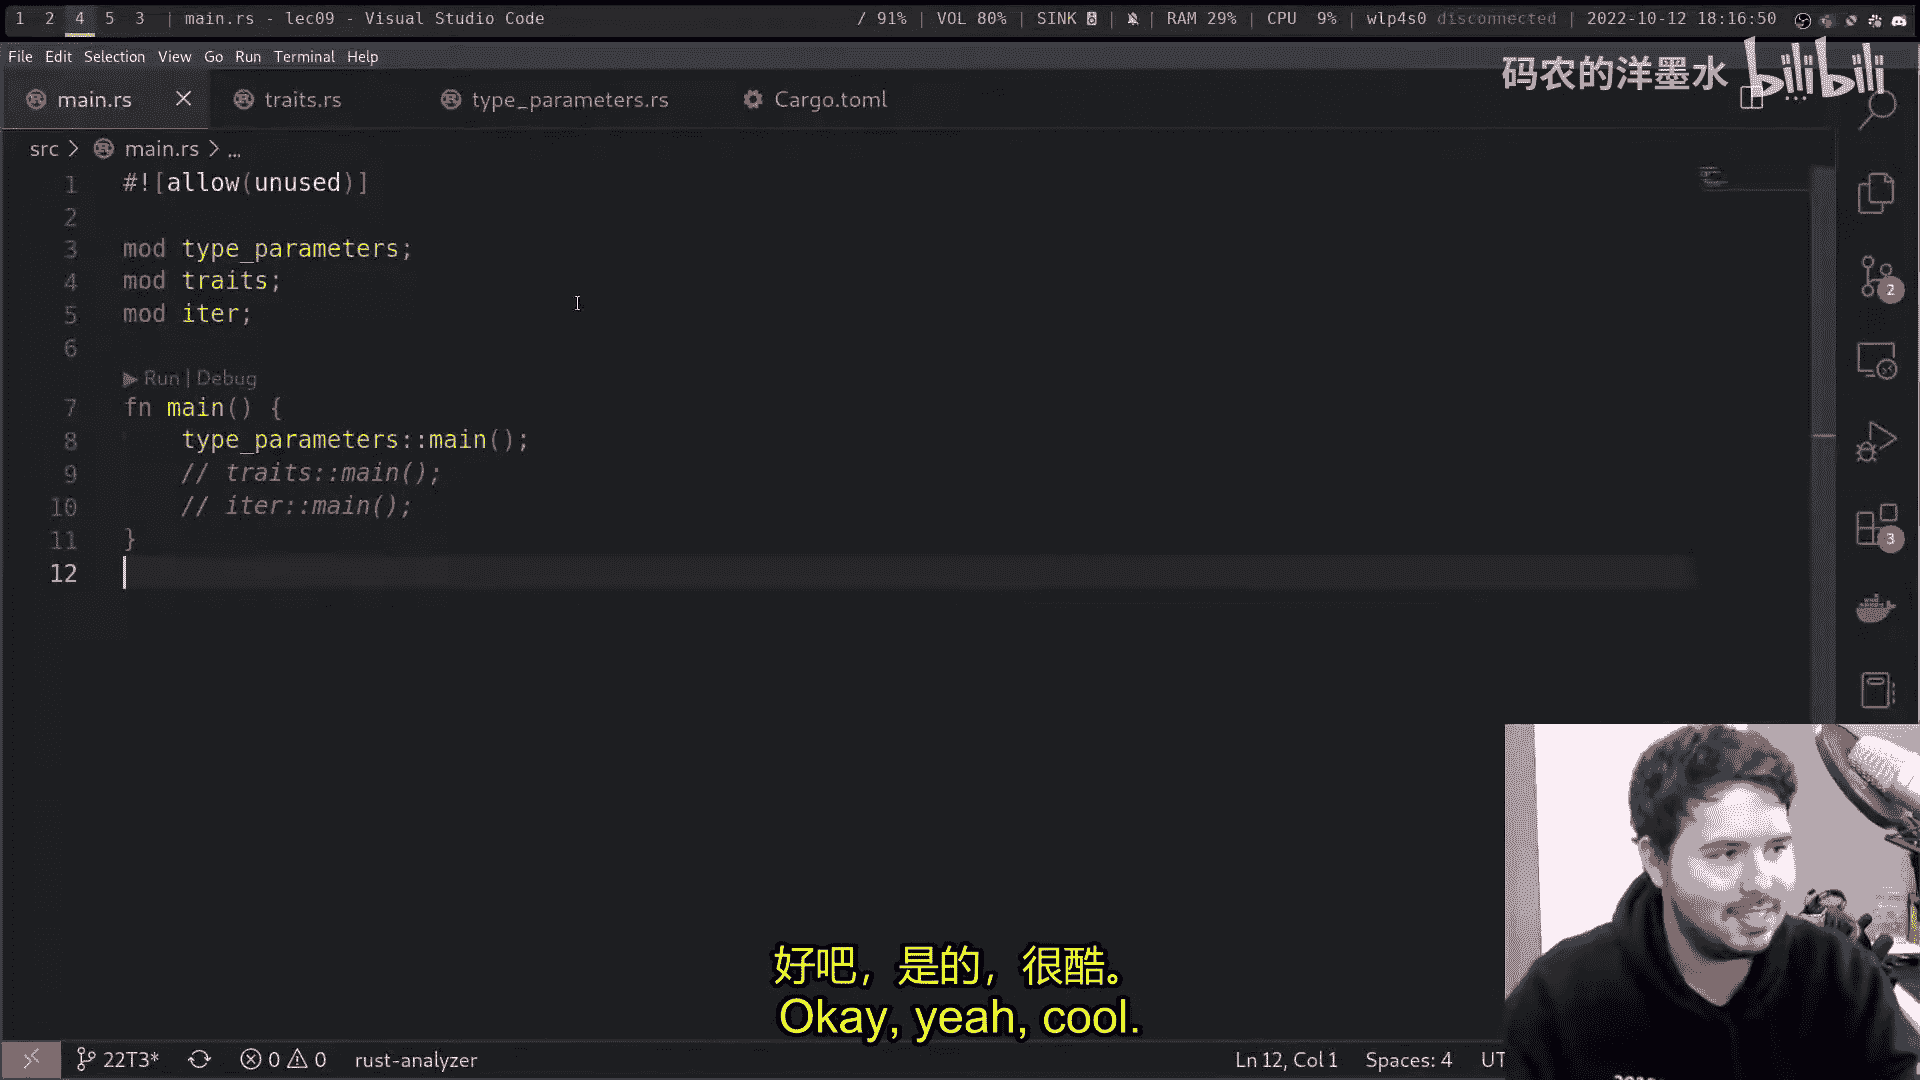 1 2 4 5 3 | main.rs - lec09 - Visual Studio Code / 91% | VOL 80% | SINK | | RAM 29% | CPU 9% | wlp4s0 disconnected | 2022-10-12 18:16:50
File Edit Selection View Go Run Terminal Help
码农的洋墨水 bilibili
main.rs traits.rs type_parameters.rs Cargo.toml
src > main.rs > ...
1 #![allow(unused)]
2
3 mod type_parameters;
4 mod traits;
5 mod iter;
6
Run | Debug
7 fn main() {
8 type_parameters::main();
9 // traits::main();
10 // iter::main();
11 }
12
2
3
好吧，是的，很酷。
Okay, yeah, cool.
22T3* 0 0 rust-analyzer Ln 12, Col 1 Spaces: 4 UT